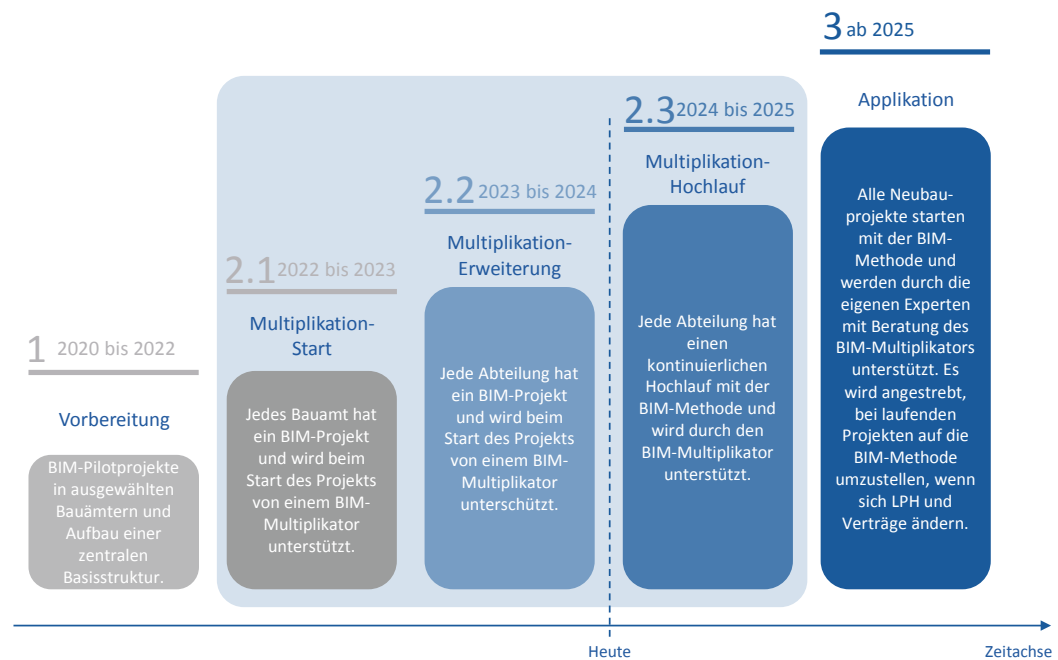 1 2020 bis 2022
Vorbereitung
BIM-Pilotprojekte
in ausgewählten
Bauämtern und
Aufbau einer
zentralen
Basisstruktur.
2.1 2022 bis 2023
Multiplikation-
Start
Jedes Bauamt hat
ein BIM-Projekt
und wird beim
Start des Projekts
von einem BIM-
Multiplikator
unterstützt.
2.2 2023 bis 2024
Multiplikation-
Erweiterung
Jede Abteilung hat
ein BIM-Projekt
und wird beim
Start des Projekts
von einem BIM-
Multiplikator
unterschützt.
2.3 2024 bis 2025
Multiplikation-
Hochlauf
Jede Abteilung hat
einen
kontinuierlichen
Hochlauf mit der
BIM-Methode und
wird durch den
BIM-Multiplikator
unterstützt.
3 ab 2025
Applikation
Alle Neubau-
projekte starten
mit der BIM-
Methode und
werden durch die
eigenen Experten
mit Beratung des
BIM-Multiplikators
unterstützt. Es
wird angestrebt,
bei laufenden
Projekten auf die
BIM-Methode
umzustellen, wenn
sich LPH und
Verträge ändern.
Heute
Zeitachse